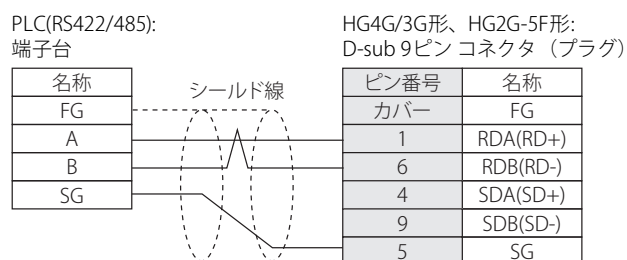 PLC(RS422/485):
端子台
名称
FG
A
B
SG
シールド線
HG4G/3G形、HG2G-5F形:
D-sub 9ピン コネクタ（プラグ）
ピン番号 名称
カバー FG
1 RDA(RD+)
6 RDB(RD-)
4 SDA(SD+)
9 SDB(SD-)
5 SG